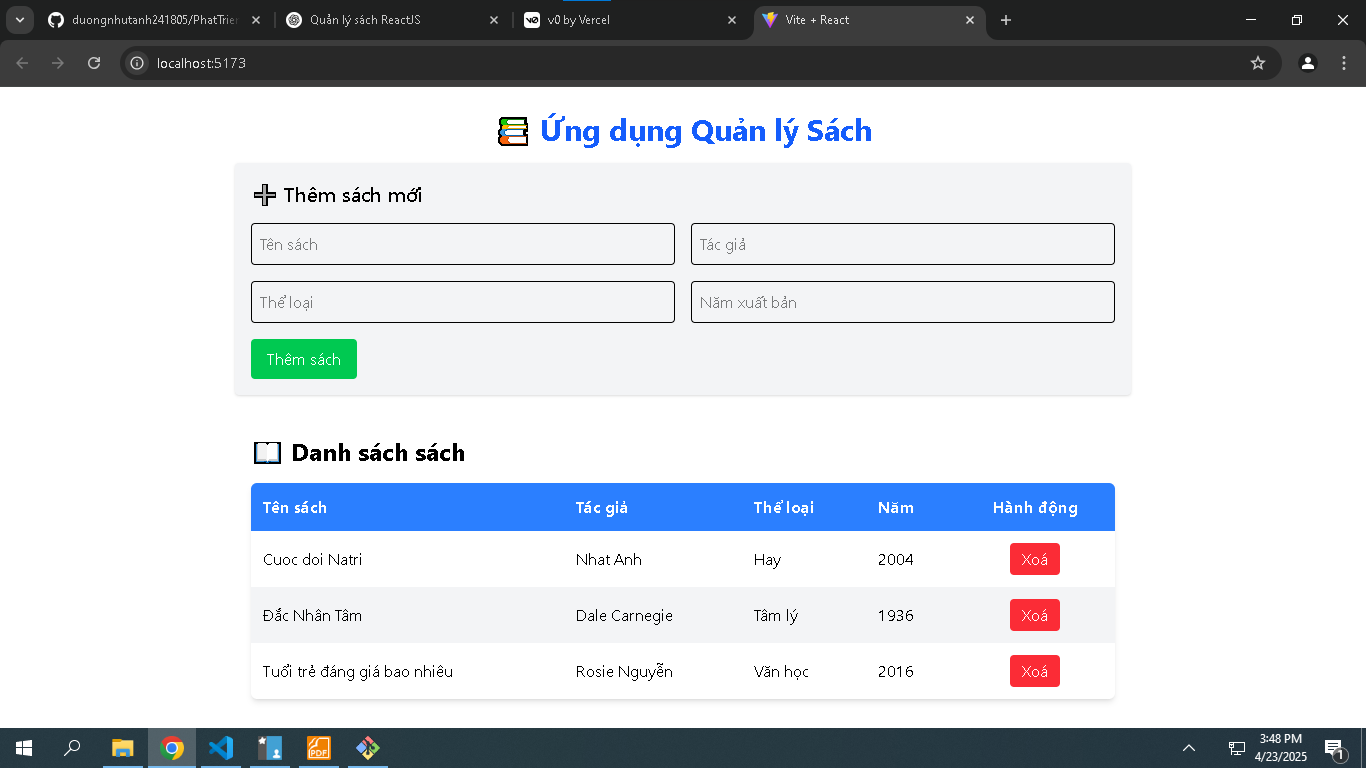 duongnhutanh241805/PhatTrien
Quản lý sách ReactJS
v0 by Vercel
Vite + React
localhost:5173
📚 Ứng dụng Quản lý Sách
➕ Thêm sách mới
Tên sách Tác giả
Thể loại Năm xuất bản
Thêm sách
📖 Danh sách sách
Tên sách Tác giả Thể loại Năm Hành động
Cuoc doi Natri Nhat Anh Hay 2004 Xoá
Đắc Nhân Tâm Dale Carnegie Tâm lý 1936 Xoá
Tuổi trẻ đáng giá bao nhiêu Rosie Nguyễn Văn học 2016 Xoá
PDF
3:48 PM
4/23/2025
1